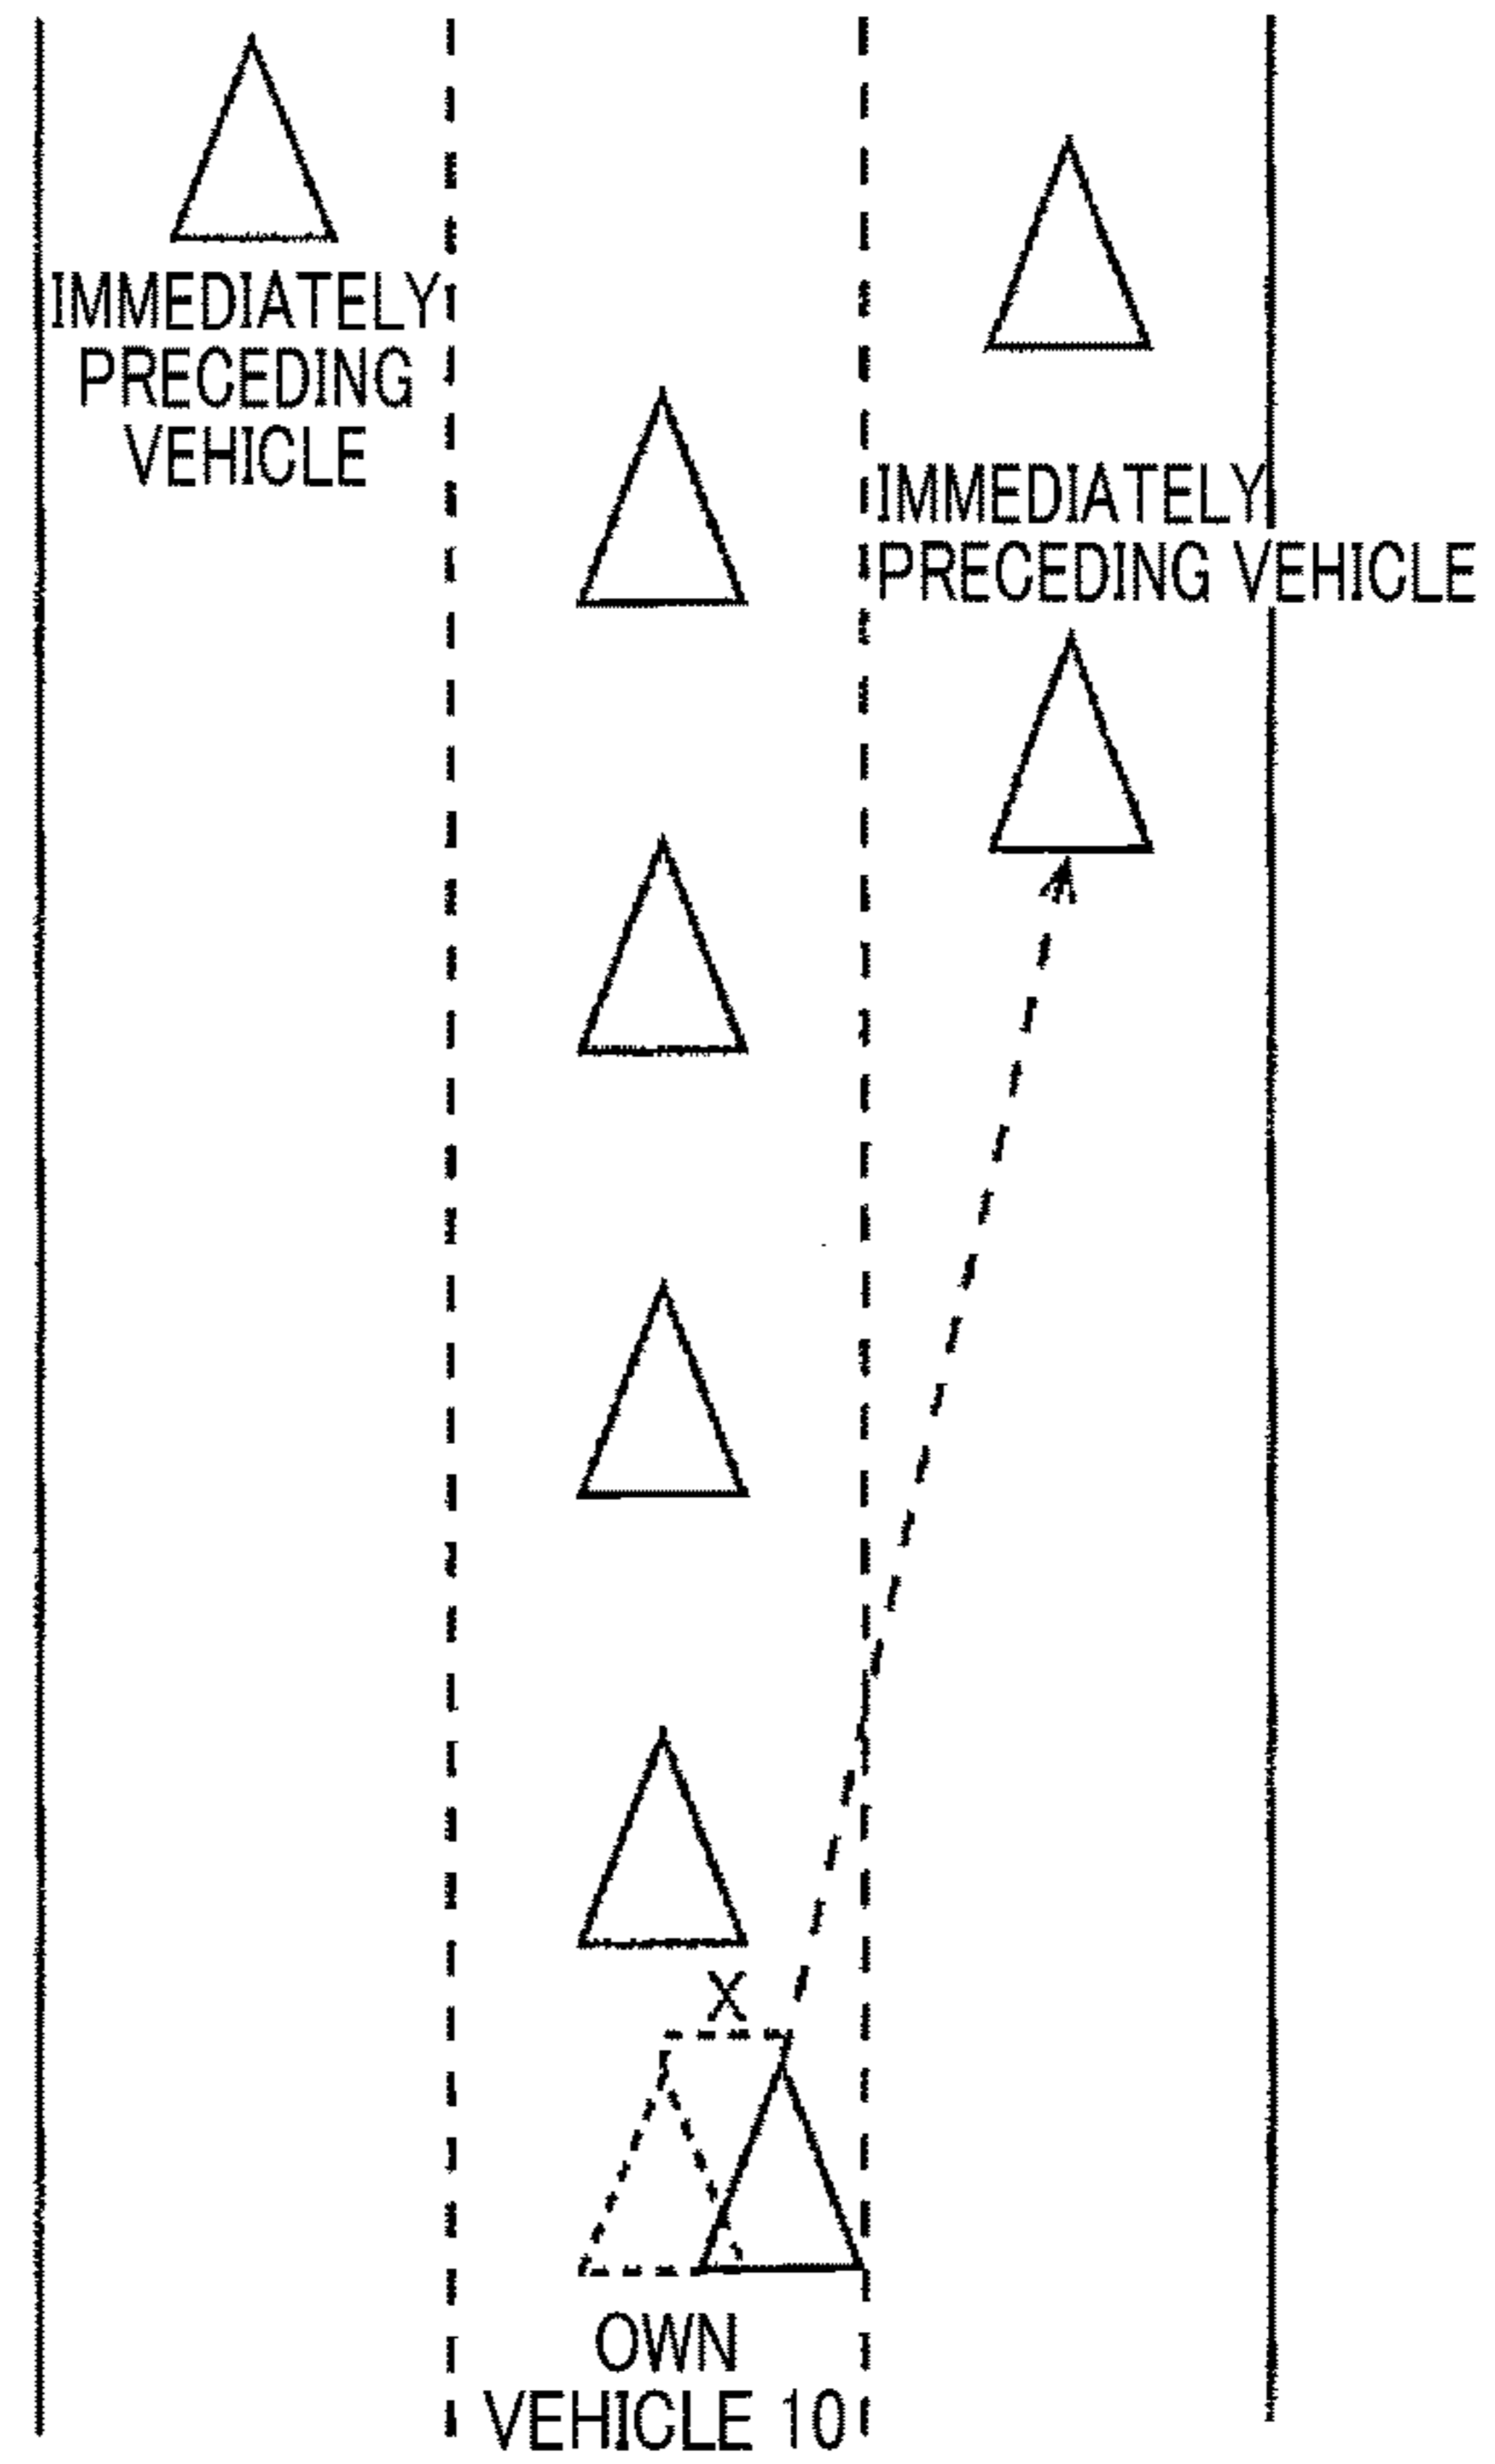 IMMEDIATELY
PRECEDING
VEHICLE
IMMEDIATELY
PRECEDING VEHICLE
X
OWN
VEHICLE 10